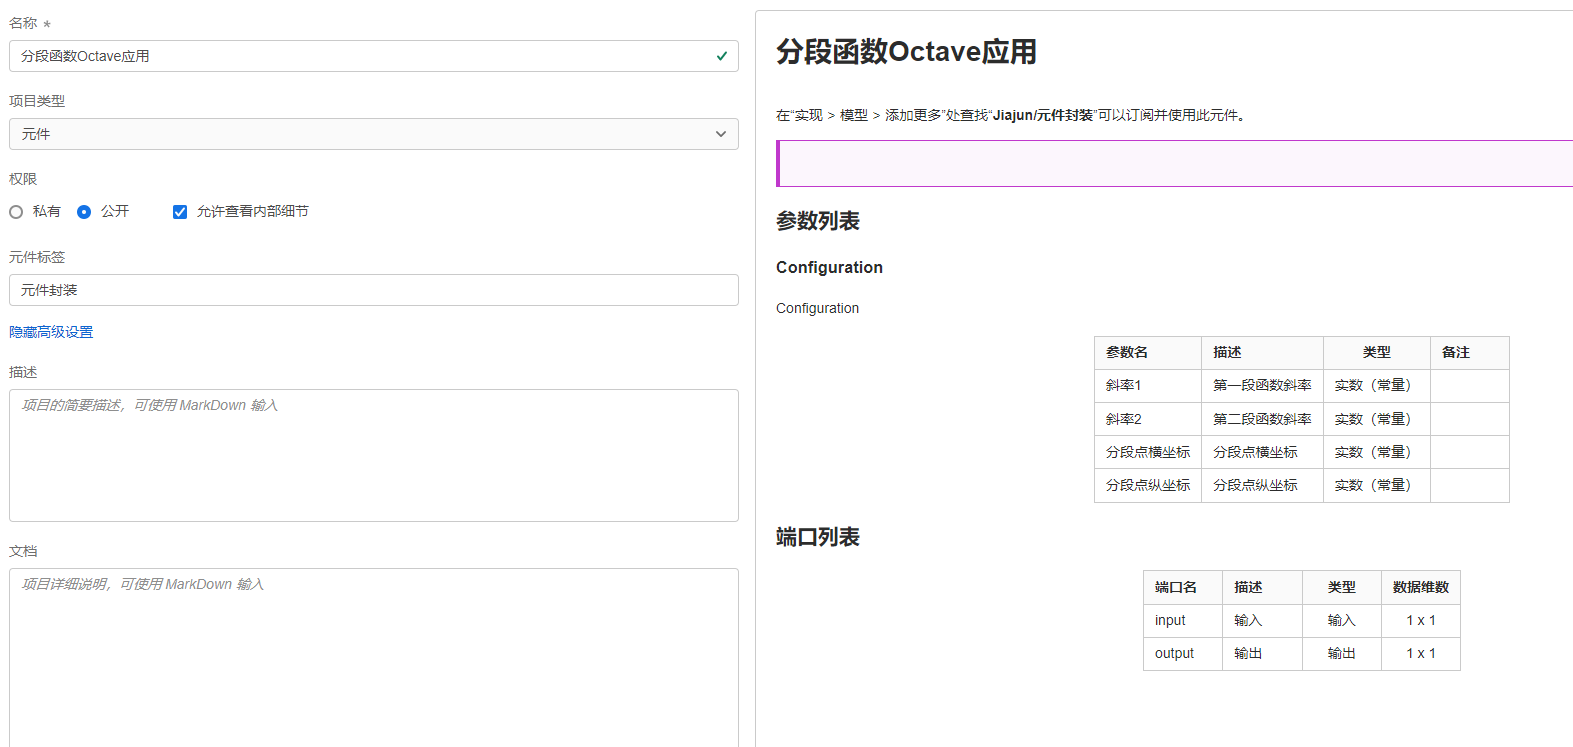 名称 *
分段函数Octave应用
项目类型
元件
权限
私有 公开 允许查看内部细节
元件标签
元件封装
隐藏高级设置
描述
项目的简要描述，可使用 MarkDown 输入
文档
项目详细说明，可使用 MarkDown 输入
分段函数Octave应用
在“实现 > 模型 > 添加更多”处查找“Jiajun/元件封装”可以订阅并使用此元件。
参数列表
Configuration
Configuration
参数名 描述 类型 备注
斜率1 第一段函数斜率 实数（常量）
斜率2 第二段函数斜率 实数（常量）
分段点横坐标 分段点横坐标 实数（常量）
分段点纵坐标 分段点纵坐标 实数（常量）
端口列表
端口名 描述 类型 数据维数
input 输入 输入 1 x 1
output 输出 输出 1 x 1